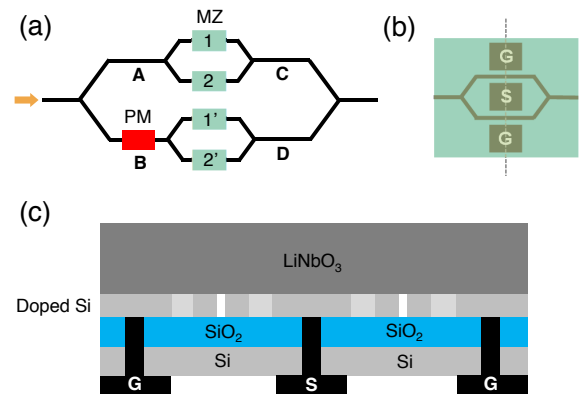 (a)
MZ
1
A
2
C
PM
1'
B
2'
D
(b)
G
S
G
(c)
LiNbO₃
Doped Si
SiO₂
SiO₂
Si
Si
G
S
G